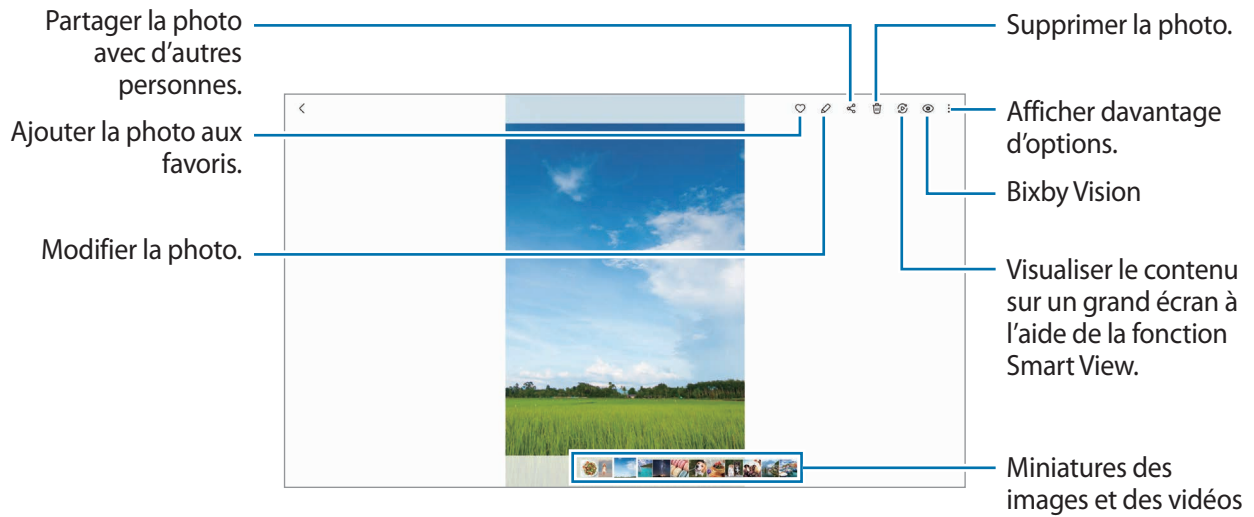 Partager la photo
avec d'autres
personnes.
Ajouter la photo aux
favoris.
Modifier la photo.
Supprimer la photo.
Afficher davantage
d'options.
Bixby Vision
Visualiser le contenu
sur un grand écran à
l'aide de la fonction
Smart View.
Miniatures des
images et des vidéos